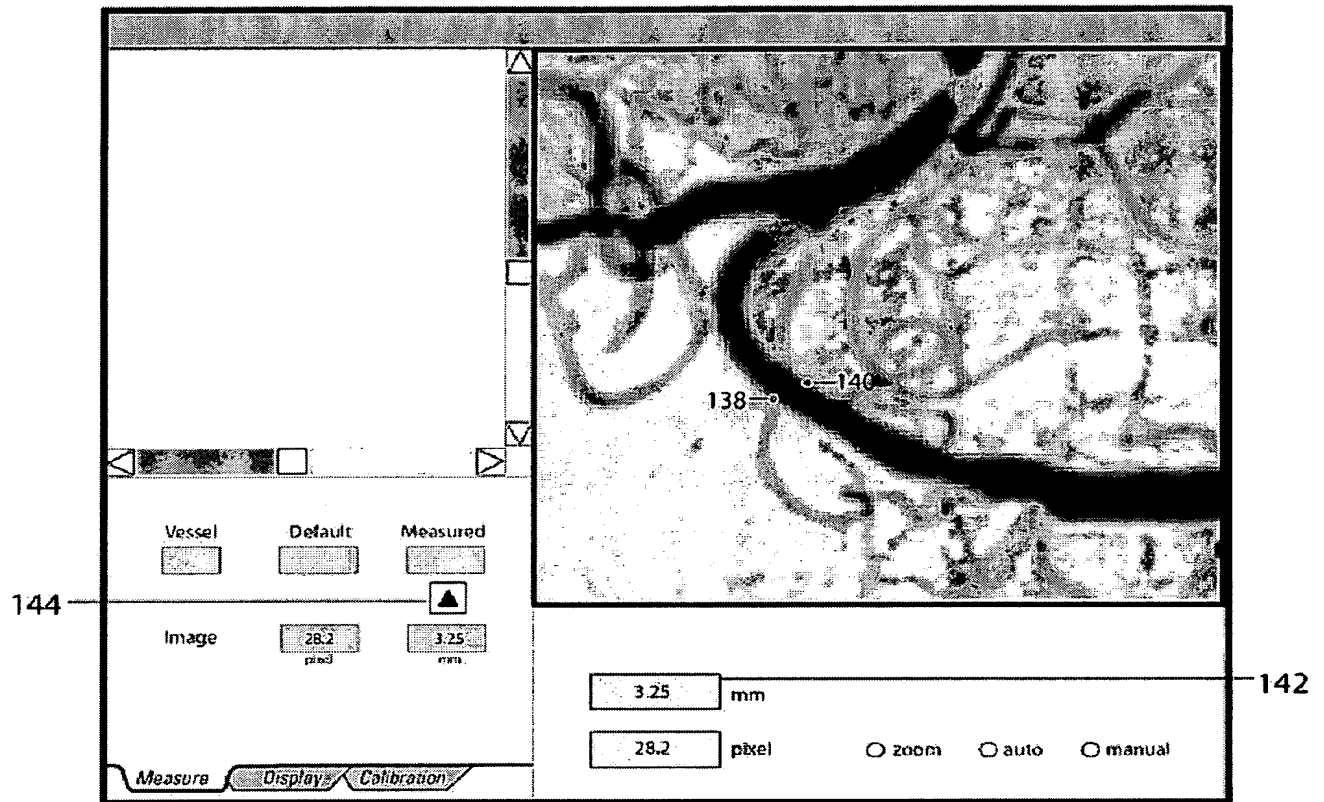 140
138
Vessel Default Measured
144
Image 28.2 3.25
pixel mm
3.25 mm
142
28.2 pixel zoom auto manual
Measure Display Calibration